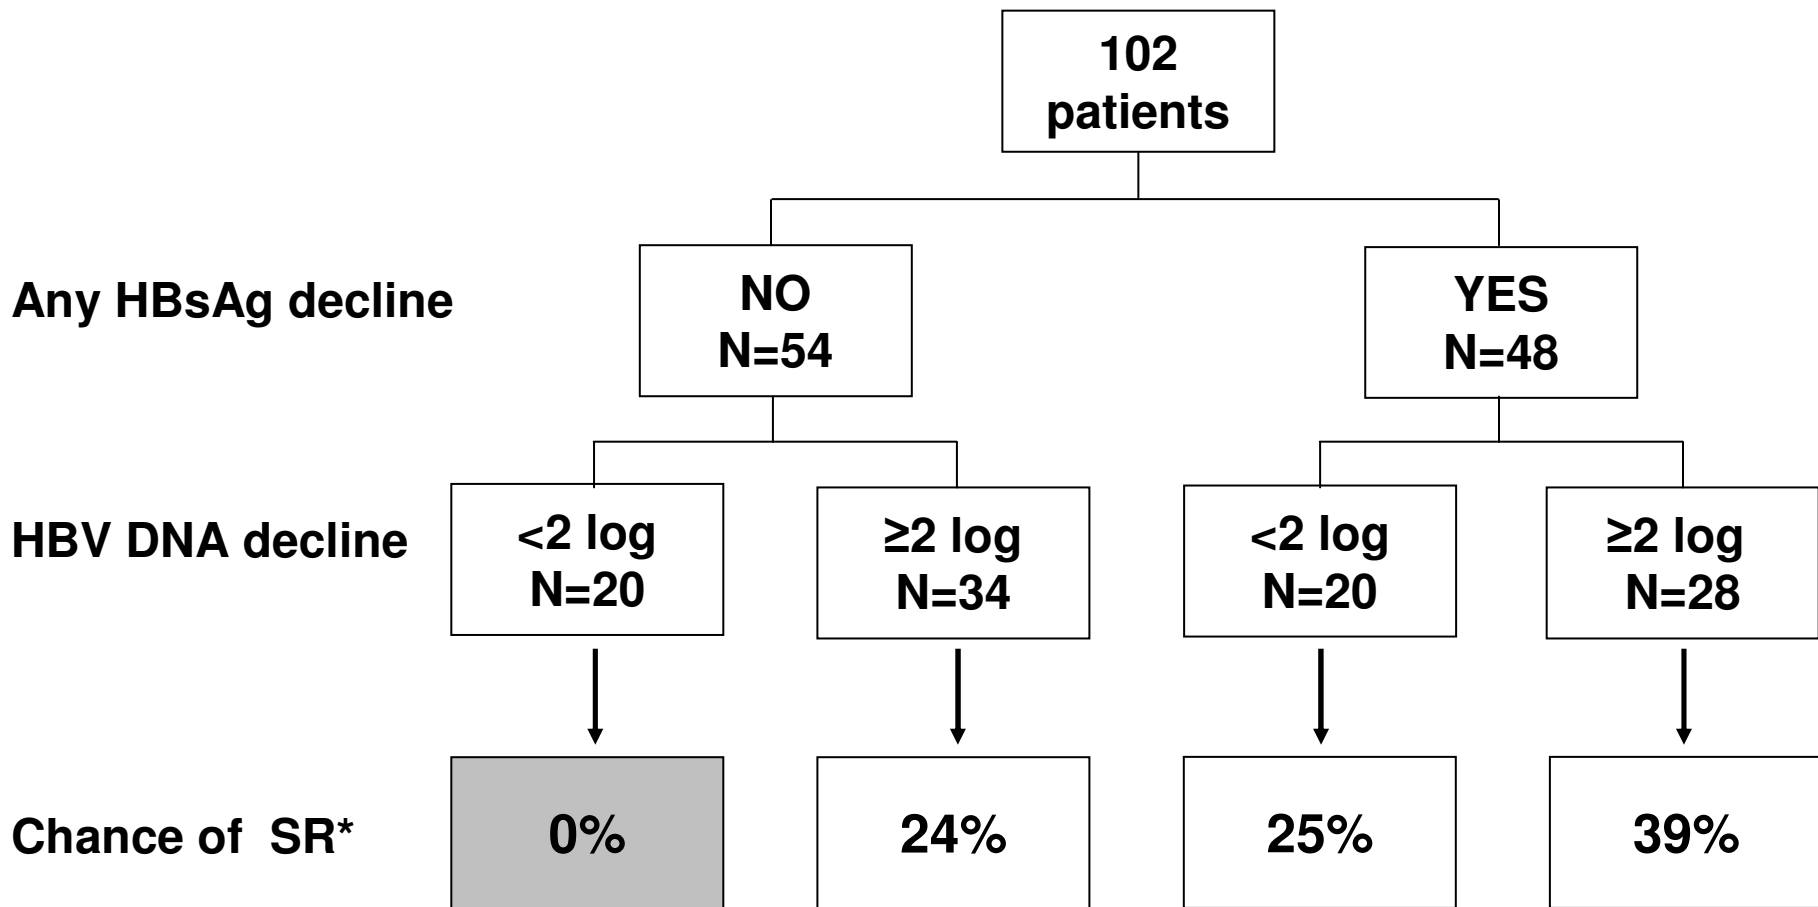 102
patients
Any HBsAg decline
NO
N=54
YES
N=48
HBV DNA decline
<2 log
N=20
≥2 log
N=34
<2 log
N=20
≥2 log
N=28
Chance of  SR*
0%
24%
25%
39%